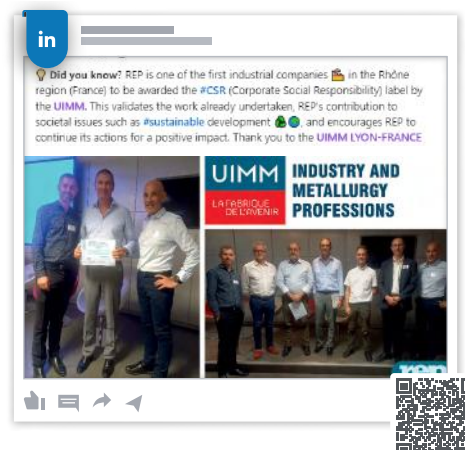 in
💡 Did you know? REP is one of the first industrial companies 🏭 in the Rhône
region (France) to be awarded the #CSR (Corporate Social Responsibility) label by
the UIMM. This validates the work already undertaken, REP's contribution to
societal issues such as #sustainable development ♻🌍, and encourages REP to
continue its actions for a positive impact. Thank you to the UIMM LYON-FRANCE
UIMM
LA FABRIQUE
DE L'AVENIR
INDUSTRY AND
METALLURGY
PROFESSIONS
rep